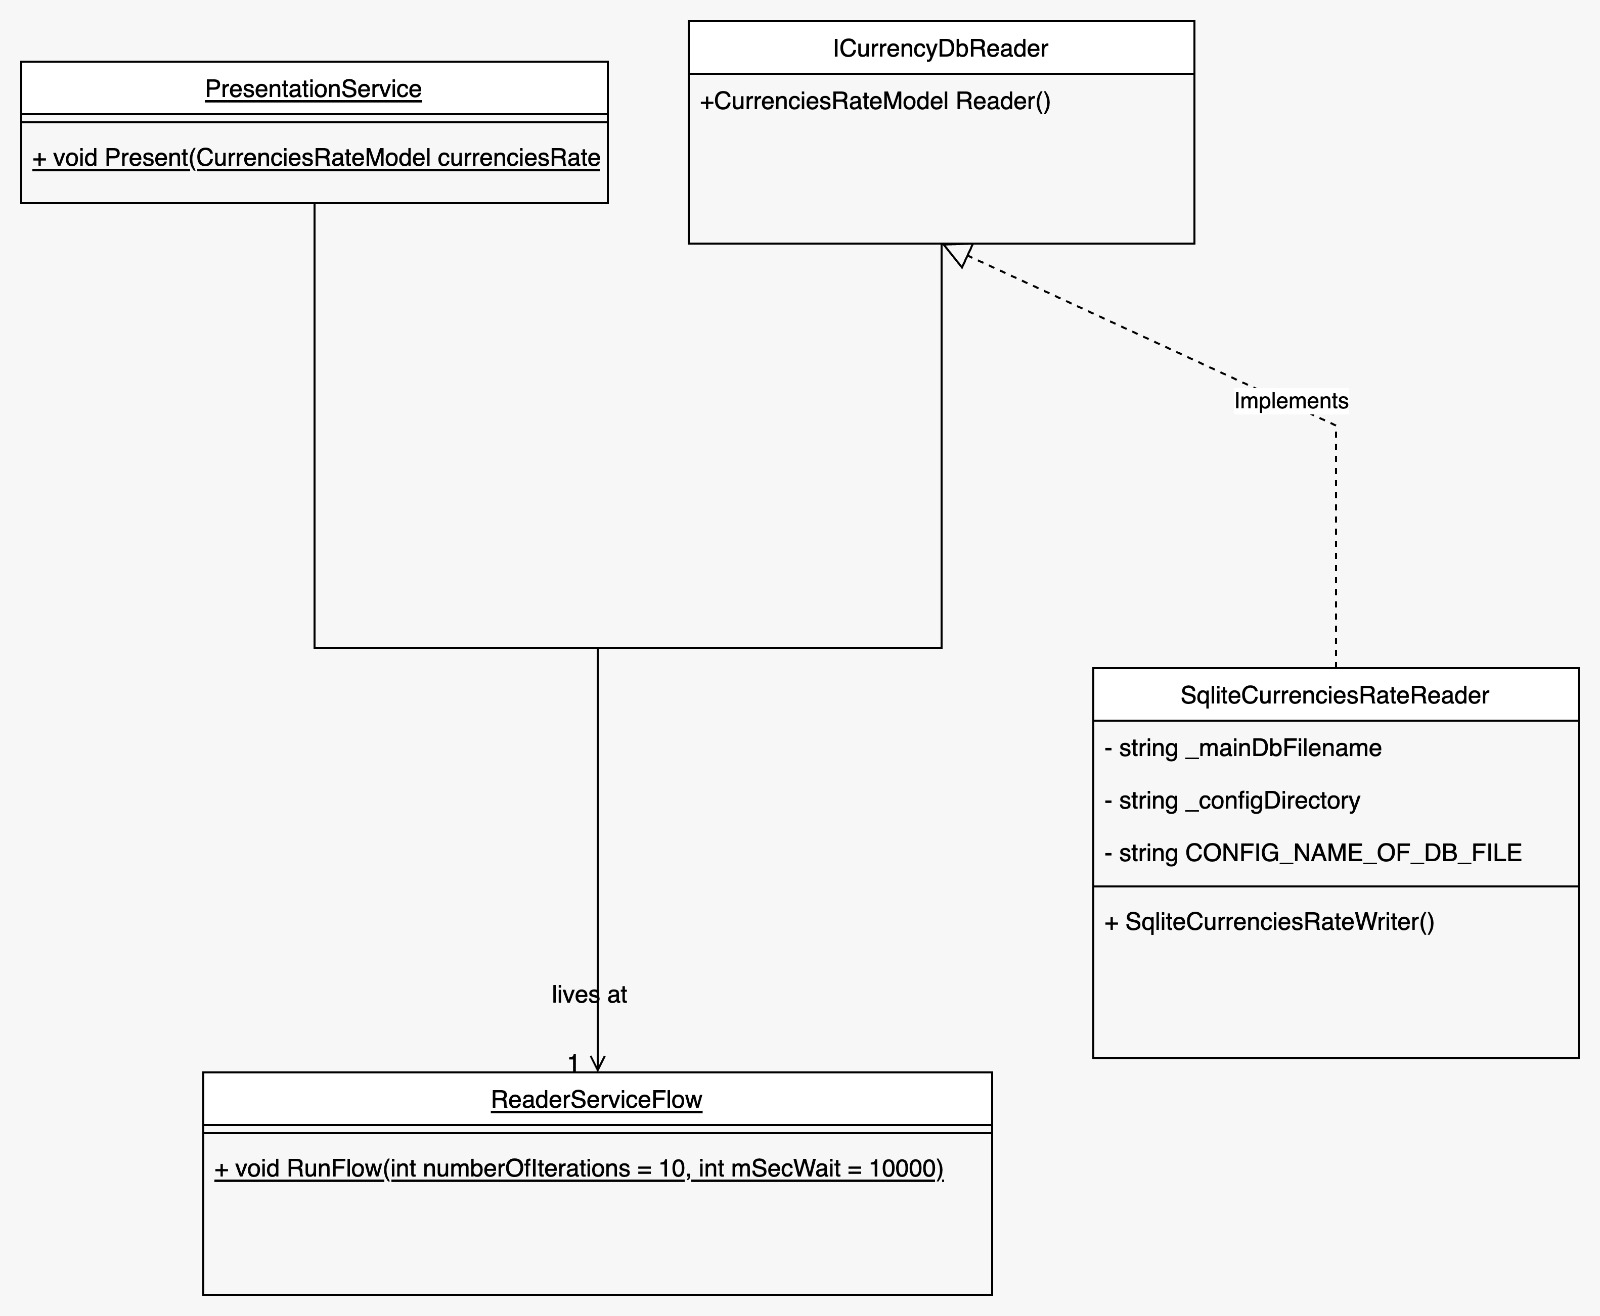 ICurrencyDbReader
+CurrenciesRateModel Reader()
PresentationService
+ void Present(CurrenciesRateModel currenciesRate
Implements
SqliteCurrenciesRateReader
- string _mainDbFilename
- string _configDirectory
- string CONFIG_NAME_OF_DB_FILE
+ SqliteCurrenciesRateWriter()
lives at
1
ReaderServiceFlow
+ void RunFlow(int numberOfIterations = 10, int mSecWait = 10000)